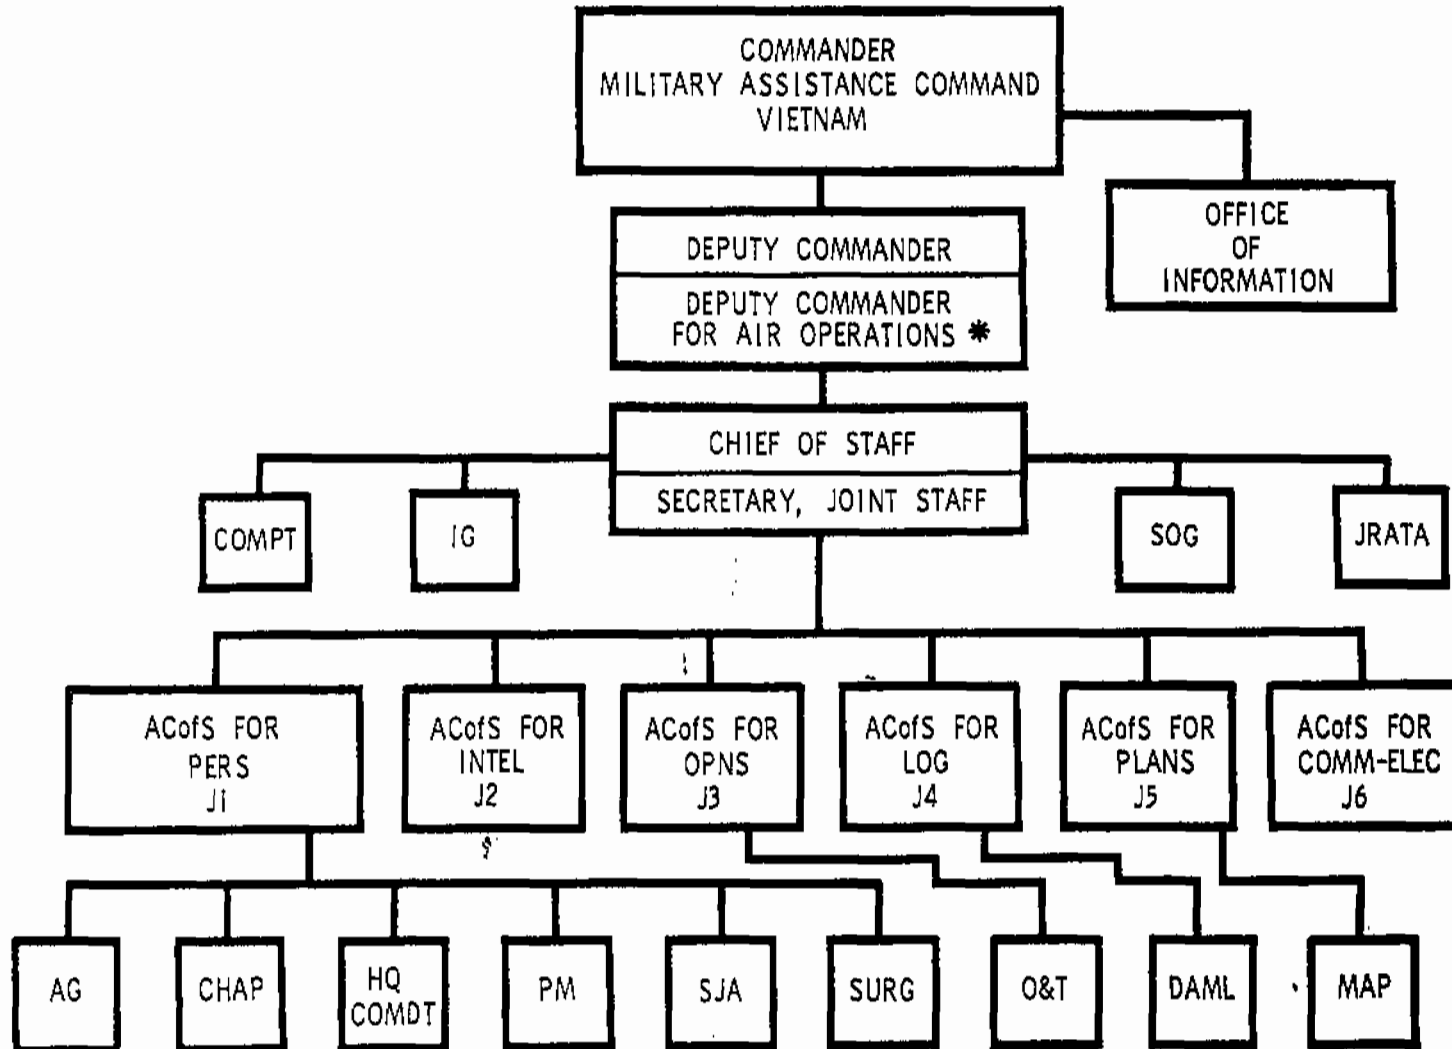 COMMANDER
MILITARY ASSISTANCE COMMAND
VIETNAM
OFFICE
OF
INFORMATION
DEPUTY COMMANDER
DEPUTY COMMANDER
FOR AIR OPERATIONS *
CHIEF OF STAFF
SECRETARY, JOINT STAFF
COMPT
IG
SOG
JRATA
ACofS FOR
PERS
J1
ACofS FOR
INTEL
J2
ACofS FOR
OPNS
J3
ACofS FOR
LOG
J4
ACofS FOR
PLANS
J5
ACofS FOR
COMM-ELEC
J6
AG
CHAP
HQ
COMDT
PM
SJA
SURG
O&T
DAML
MAP